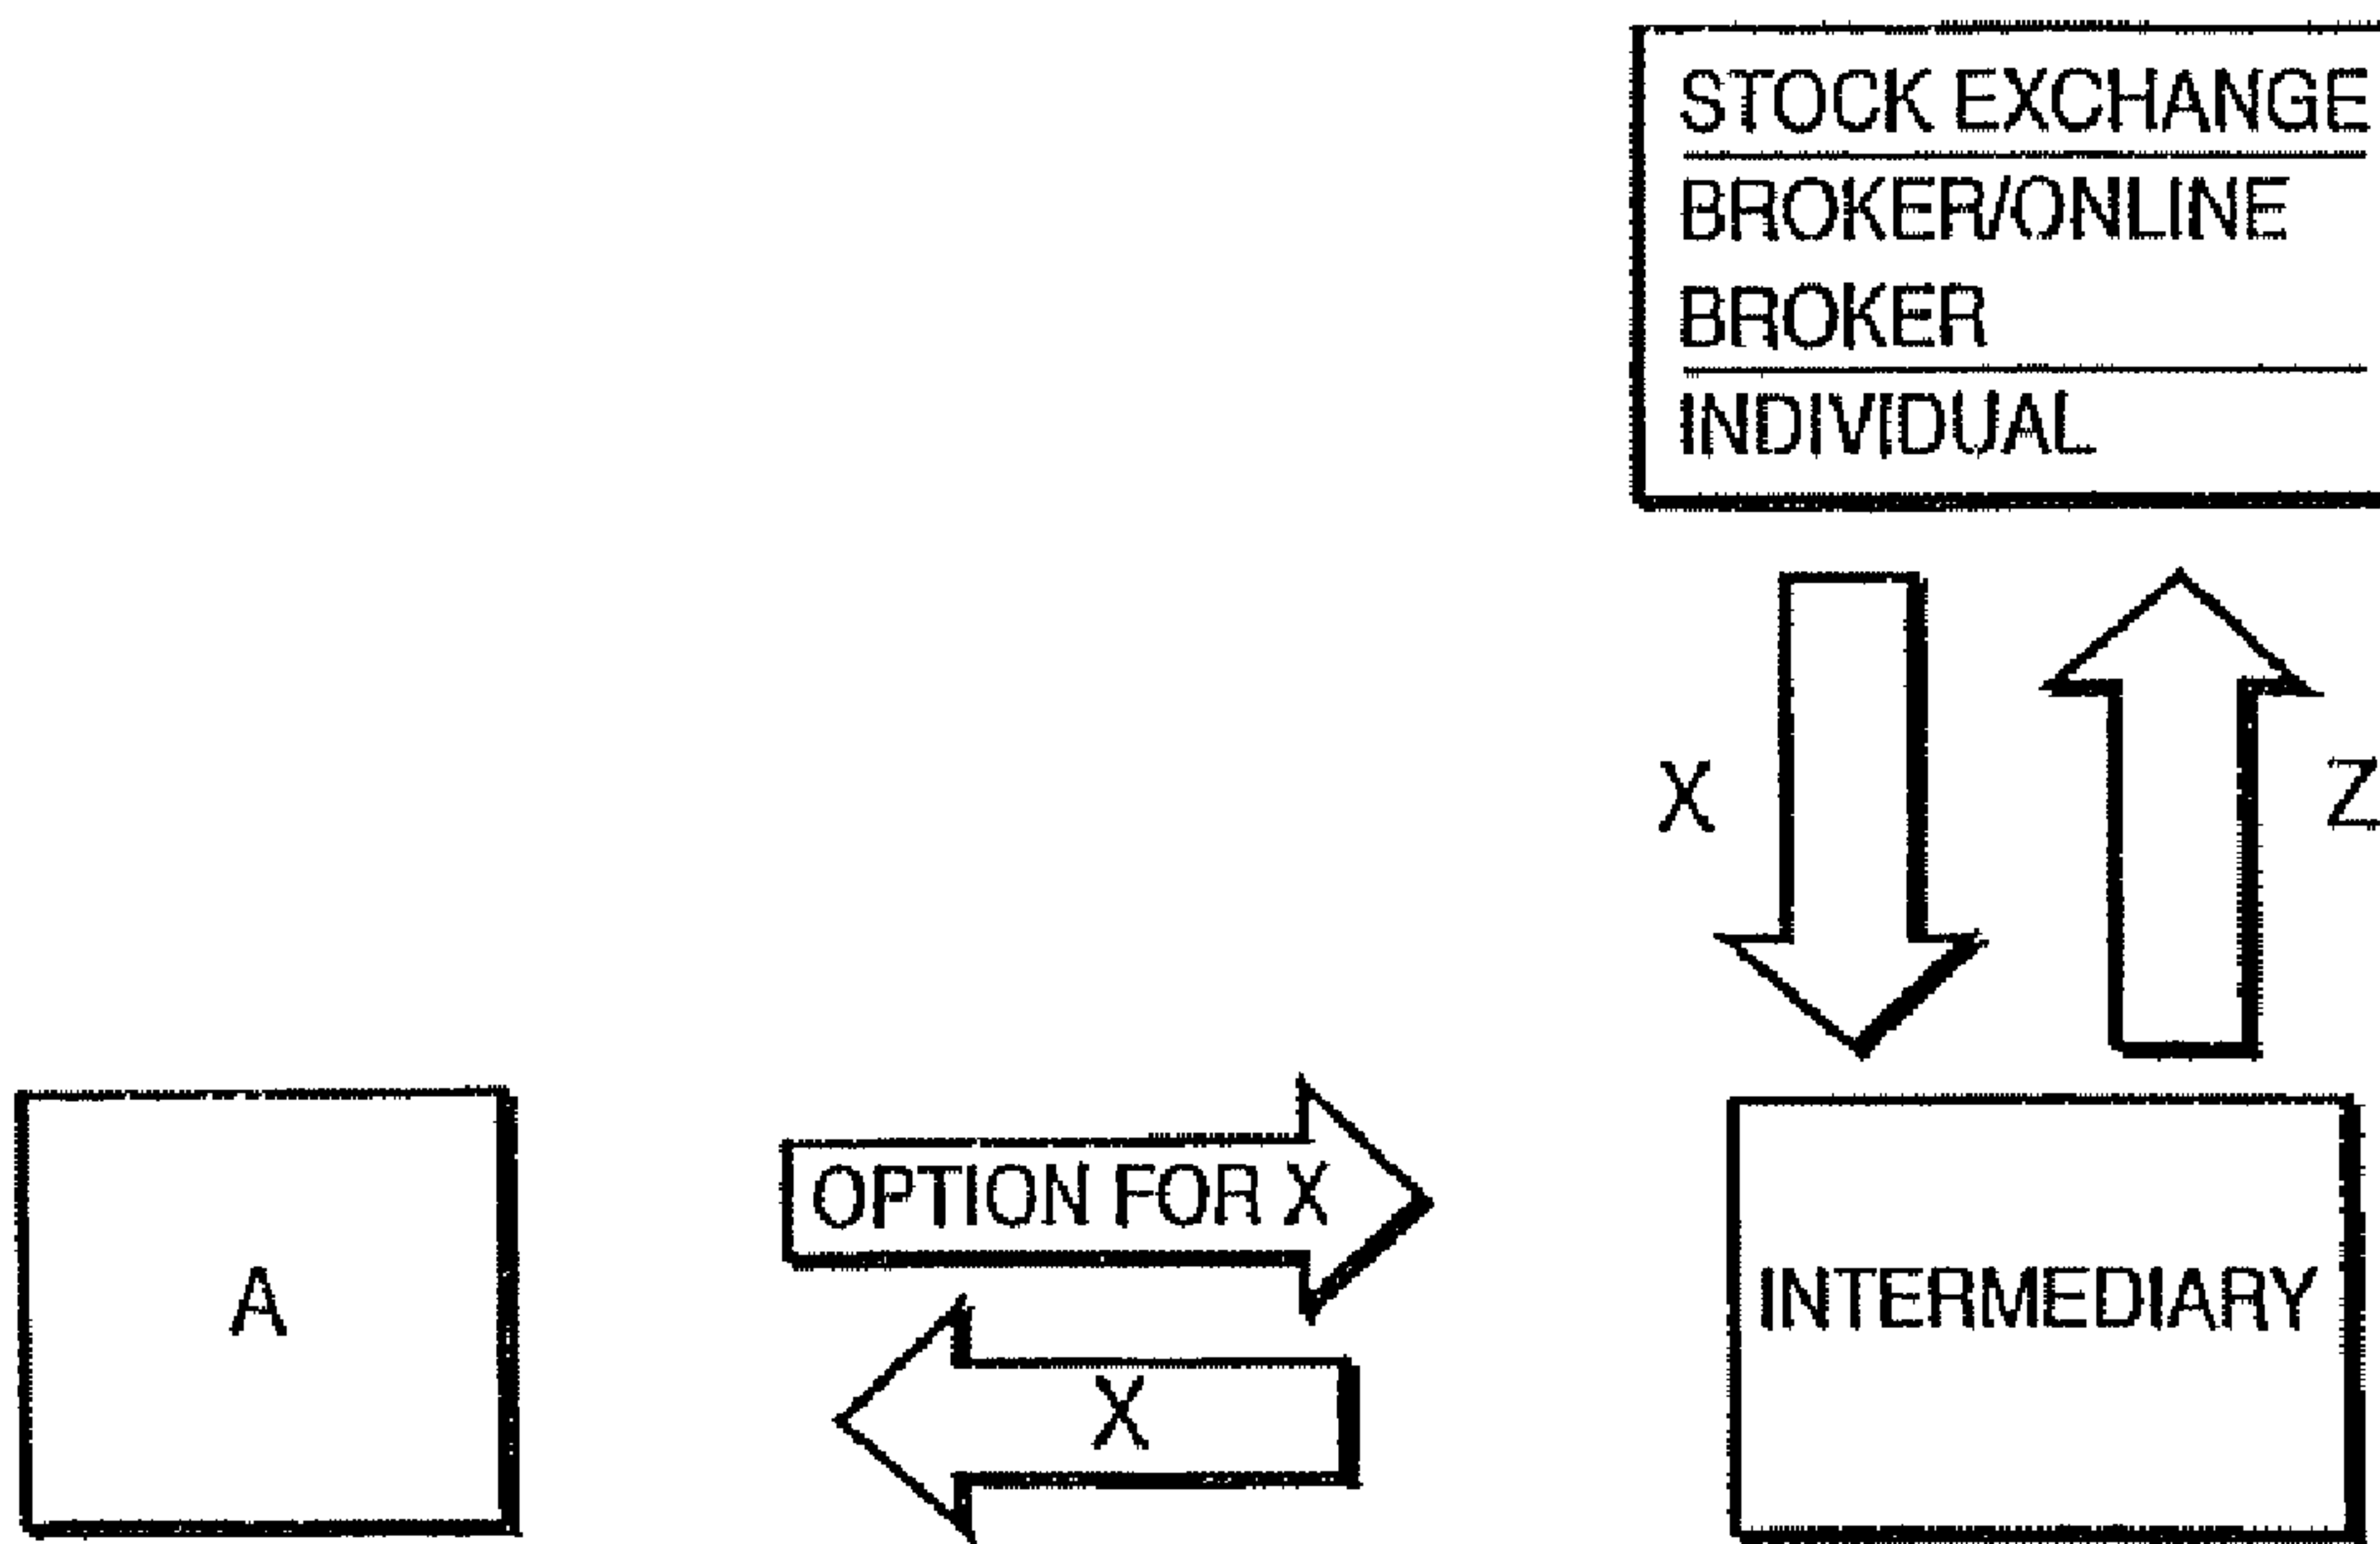 STOCK EXCHANGE
BROKER/ONLINE
BROKER
INDIVIDUAL
X
Z
OPTION FOR X
A
INTERMEDIARY
X